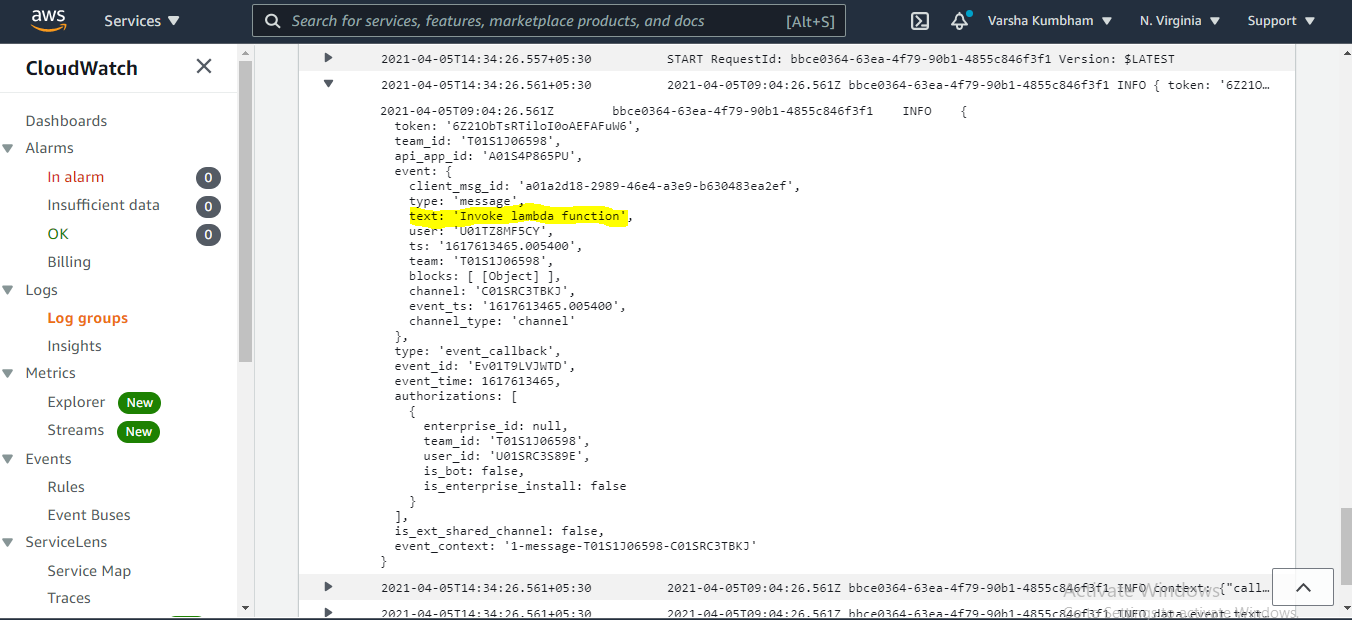 aws Services ▼ Search for services, features, marketplace products, and docs [Alt+S] Varsha Kumbham ▼ N. Virginia ▼ Support ▼
CloudWatch
Dashboards
Alarms
In alarm 0
Insufficient data 0
OK 0
Billing
Logs
Log groups
Insights
Metrics
Explorer New
Streams New
Events
Rules
Event Buses
ServiceLens
Service Map
Traces
2021-04-05T14:34:26.557+05:30 START RequestId: bbce0364-63ea-4f79-90b1-4855c846f3f1 Version: $LATEST
2021-04-05T14:34:26.561+05:30 2021-04-05T09:04:26.561Z bbce0364-63ea-4f79-90b1-4855c846f3f1 INFO { token: '6Z21O…
2021-04-05T09:04:26.561Z bbce0364-63ea-4f79-90b1-4855c846f3f1 INFO {
token: '6Z21ObTsRTiloI0oAEFAFuW6',
team_id: 'T01S1J06598',
api_app_id: 'A01S4P865PU',
event: {
client_msg_id: 'a01a2d18-2989-46e4-a3e9-b630483ea2ef',
type: 'message',
text: 'Invoke lambda function',
user: 'U01TZ8MF5CY',
ts: '1617613465.005400',
team: 'T01S1J06598',
blocks: [ [Object] ],
channel: 'C01SRC3TBKJ',
event_ts: '1617613465.005400',
channel_type: 'channel'
},
type: 'event_callback',
event_id: 'Ev01T9LVJWTD',
event_time: 1617613465,
authorizations: [
{
enterprise_id: null,
team_id: 'T01S1J06598',
user_id: 'U01SRC3S89E',
is_bot: false,
is_enterprise_install: false
}
],
is_ext_shared_channel: false,
event_context: '1-message-T01S1J06598-C01SRC3TBKJ'
}
2021-04-05T14:34:26.561+05:30 2021-04-05T09:04:26.561Z bbce0364-63ea-4f79-90b1-4855c846f3f1 INFO context: {"call…
2021-04-05T14:34:26.561+05:30 2021-04-05T09:04:26.561Z bbce0364-63ea-4f79-90b1-4855c846f3f1 INFO data.event.text
Activate Windows
Go to Settings to activate Windows.